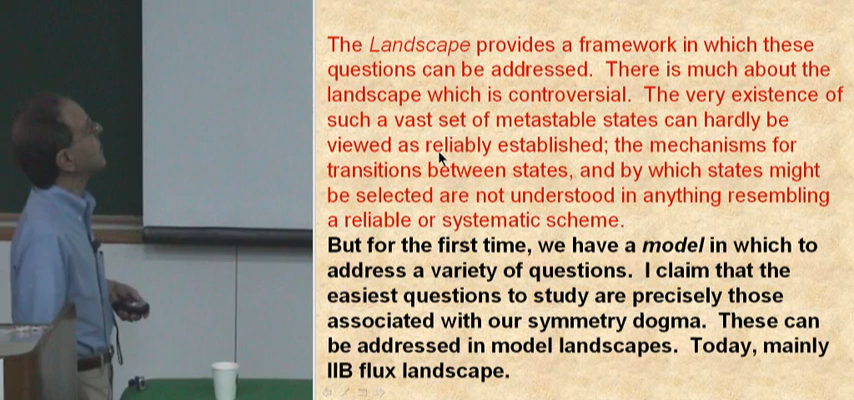 The Landscape provides a framework in which these
questions can be addressed. There is much about the
landscape which is controversial. The very existence of
such a vast set of metastable states can hardly be
viewed as reliably established; the mechanisms for
transitions between states, and by which states might
be selected are not understood in anything resembling
a reliable or systematic scheme.
But for the first time, we have a model in which to
address a variety of questions. I claim that the
easiest questions to study are precisely those
associated with our symmetry dogma. These can
be addressed in model landscapes. Today, mainly
IIB flux landscape.